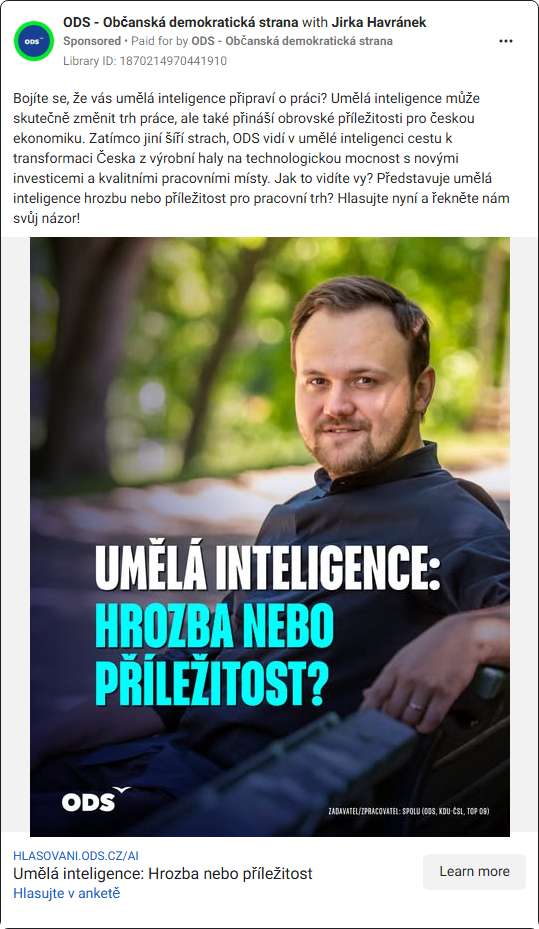 ODS - Občanská demokratická strana with Jirka Havránek
Sponsored • Paid for by ODS - Občanská demokratická strana
Library ID: 1870214970441910
Bojíte se, že vás umělá inteligence připraví o práci? Umělá inteligence může
skutečně změnit trh práce, ale také přináší obrovské příležitosti pro českou
ekonomiku. Zatímco jiní šíří strach, ODS vidí v umělé inteligenci cestu k
transformaci Česka z výrobní haly na technologickou mocnost s novými
investicemi a kvalitními pracovními místy. Jak to vidíte vy? Představuje umělá
inteligence hrozbu nebo příležitost pro pracovní trh? Hlasujte nyní a řekněte nám
svůj názor!
UMĚLÁ INTELIGENCE:
HROZBA NEBO
PŘÍLEŽITOST?
ODS
ZADAVATEL/ZPRACOVATEL: SPOLU (ODS, KDU-ČSL, TOP 09)
HLASOVANI.ODS.CZ/AI
Umělá inteligence: Hrozba nebo příležitost
Hlasujte v anketě
Learn more